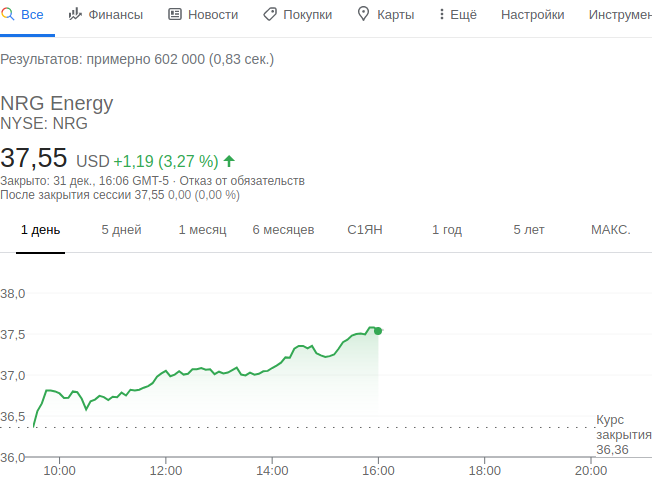 Все Финансы Новости Покупки Карты Ещё Настройки Инструмен
Результатов: примерно 602 000 (0,83 сек.)
NRG Energy
NYSE: NRG
37,55 USD +1,19 (3,27 %)
Закрыто: 31 дек., 16:06 GMT-5 · Отказ от обязательств
После закрытия сессии 37,55 0,00 (0,00 %)
1 день 5 дней 1 месяц 6 месяцев С1ЯН 1 год 5 лет МАКС.
38,0
37,5
37,0
36,5
Курс
закрытия
36,36
36,0
10:00 12:00 14:00 16:00 18:00 20:00